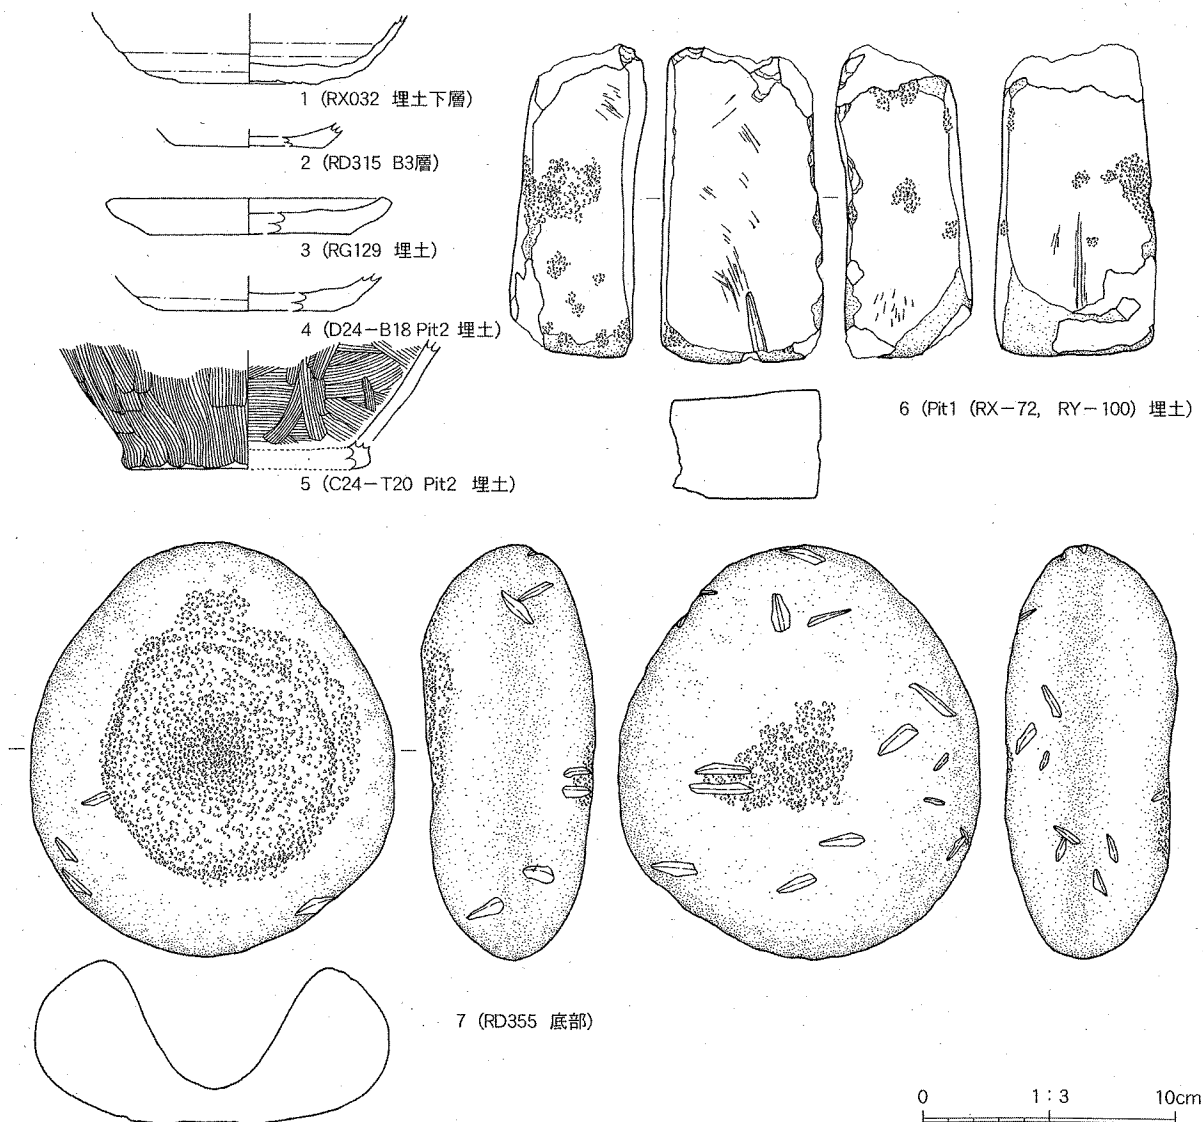 1 (RX032 埋土下層)
2 (RD315 B3層)
3 (RG129 埋土)
4 (D24-B18 Pit2 埋土)
5 (C24-T20 Pit2 埋土)
6 (Pit1 (RX-72, RY-100) 埋土)
7 (RD355 底部)
0 1:3 10cm